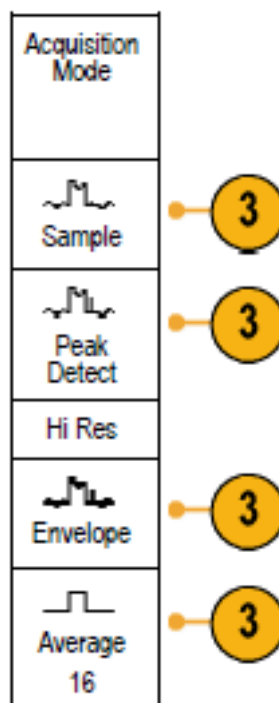 Acquisition
Mode
Sample
3
Peak
Detect
3
Hi Res
Envelope
3
Average
16
3